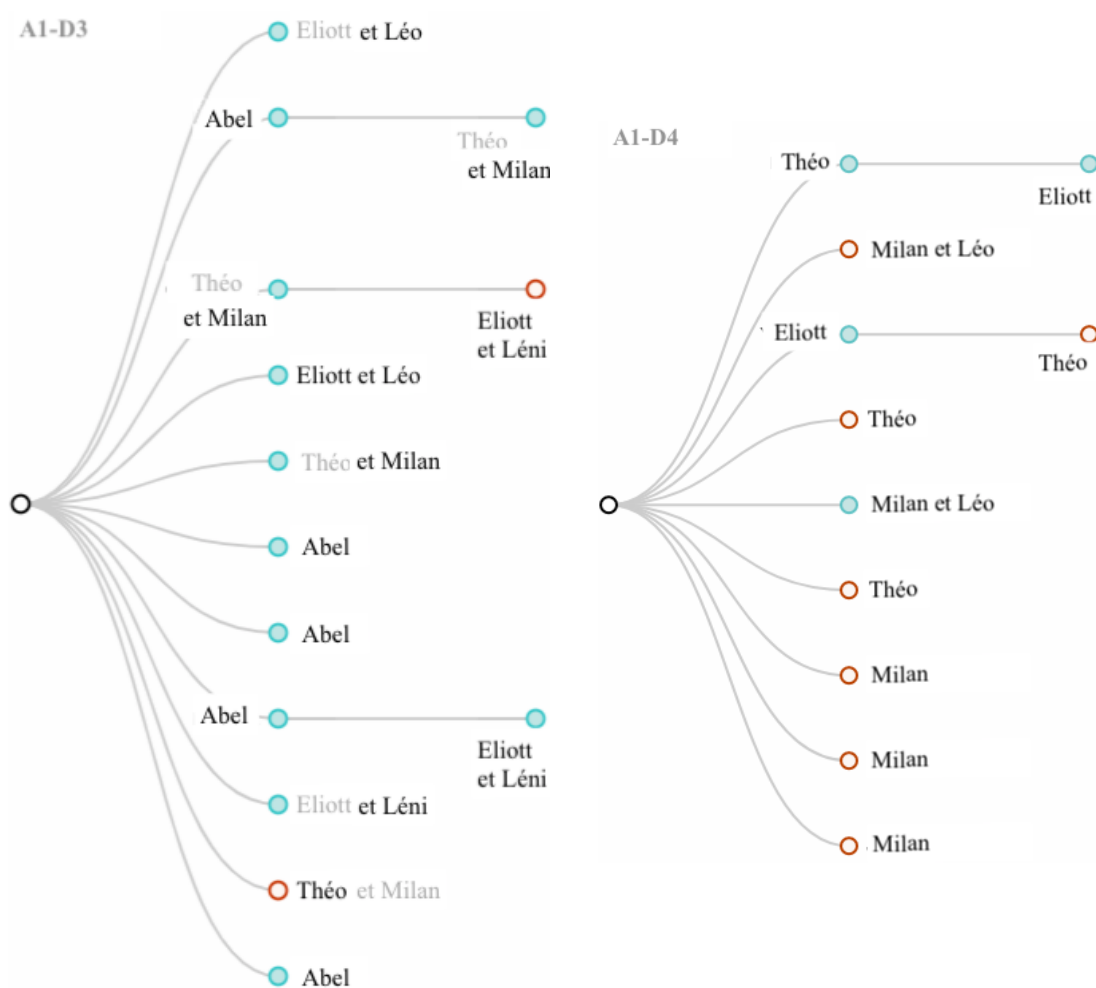 A1-D3
Eliott et Léo
Abel
Théo
et Milan
Théo
et Milan
Eliott
et Léni
Eliott et Léo
Théo et Milan
Abel
Abel
Abel
Eliott
et Léni
Eliott et Léni
Théo et Milan
Abel
A1-D4
Théo
Eliott
Milan et Léo
Eliott
Théo
Théo
Milan et Léo
Théo
Milan
Milan
Milan